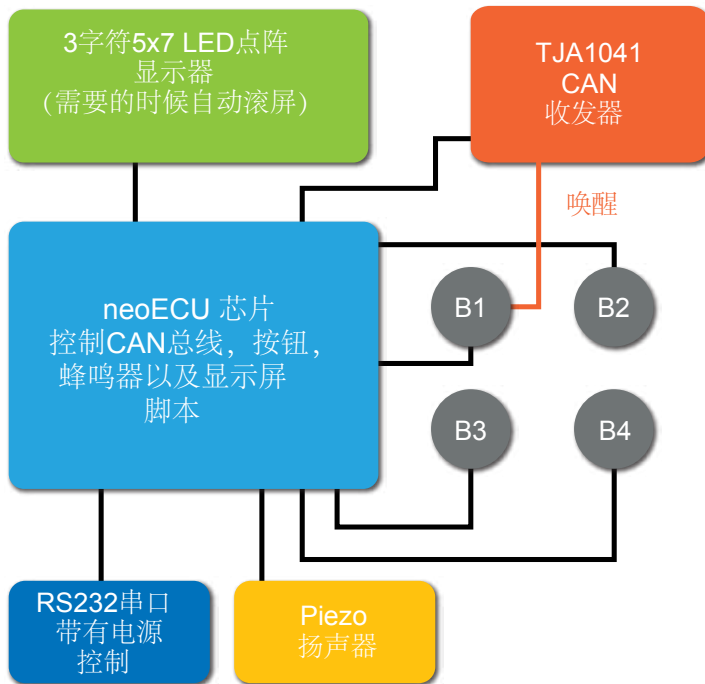 3字符5x7 LED点阵
显示器
(需要的时候自动滚屏)
TJA1041
CAN
收发器
唤醒
neoECU 芯片
控制CAN总线，按钮，
蜂鸣器以及显示屏
脚本
B1
B2
B3
B4
RS232串口
带有电源
控制
Piezo
扬声器